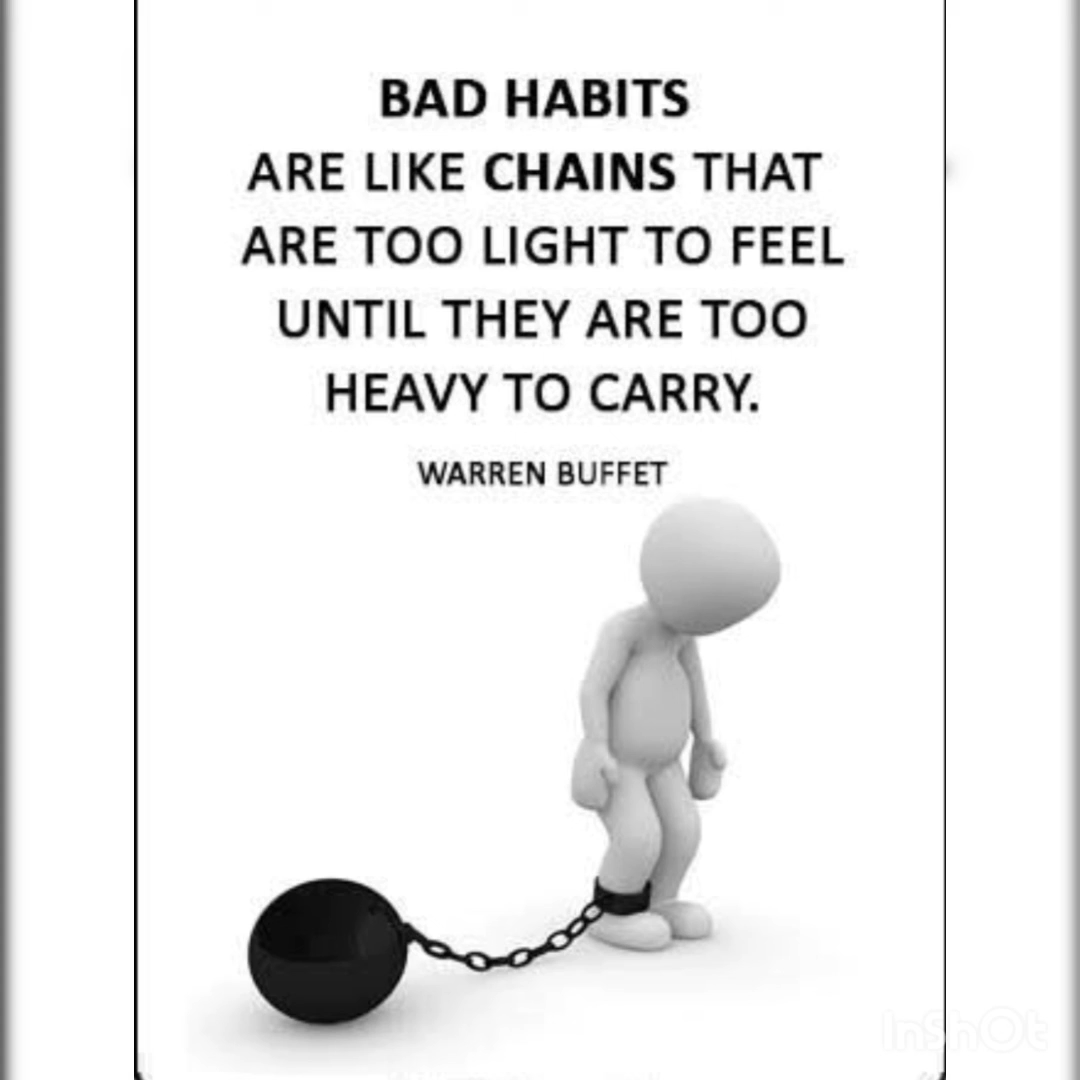 BAD HABITS
ARE LIKE CHAINS THAT
ARE TOO LIGHT TO FEEL
UNTIL THEY ARE TOO
HEAVY TO CARRY.
WARREN BUFFET
InShOt